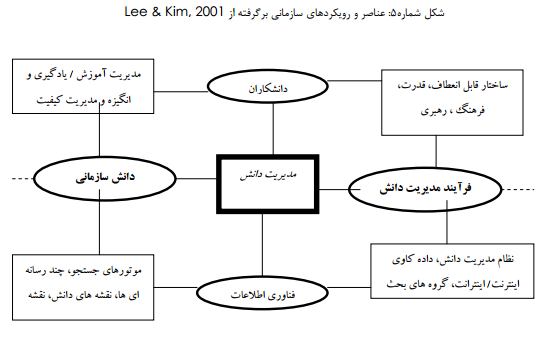 شکل شماره۵: عناصر و رویکردهای سازمانی برگرفته از Lee & Kim, 2001
مدیریت آموزش / یادگیری و
انگیزه و مدیریت کیفیت
دانشکاران
ساختار قابل انعطاف، قدرت،
فرهنگ ، رهبری
دانش سازمانی
مدیریت دانش
فرآیند مدیریت دانش
موتورهای جستجو، چند رسانه
ای ها، نقشه های دانش، نقشه
فناوری اطلاعات
نظام مدیریت دانش، داده کاوی
اینترنت/ اینترانت، گروه های بحث